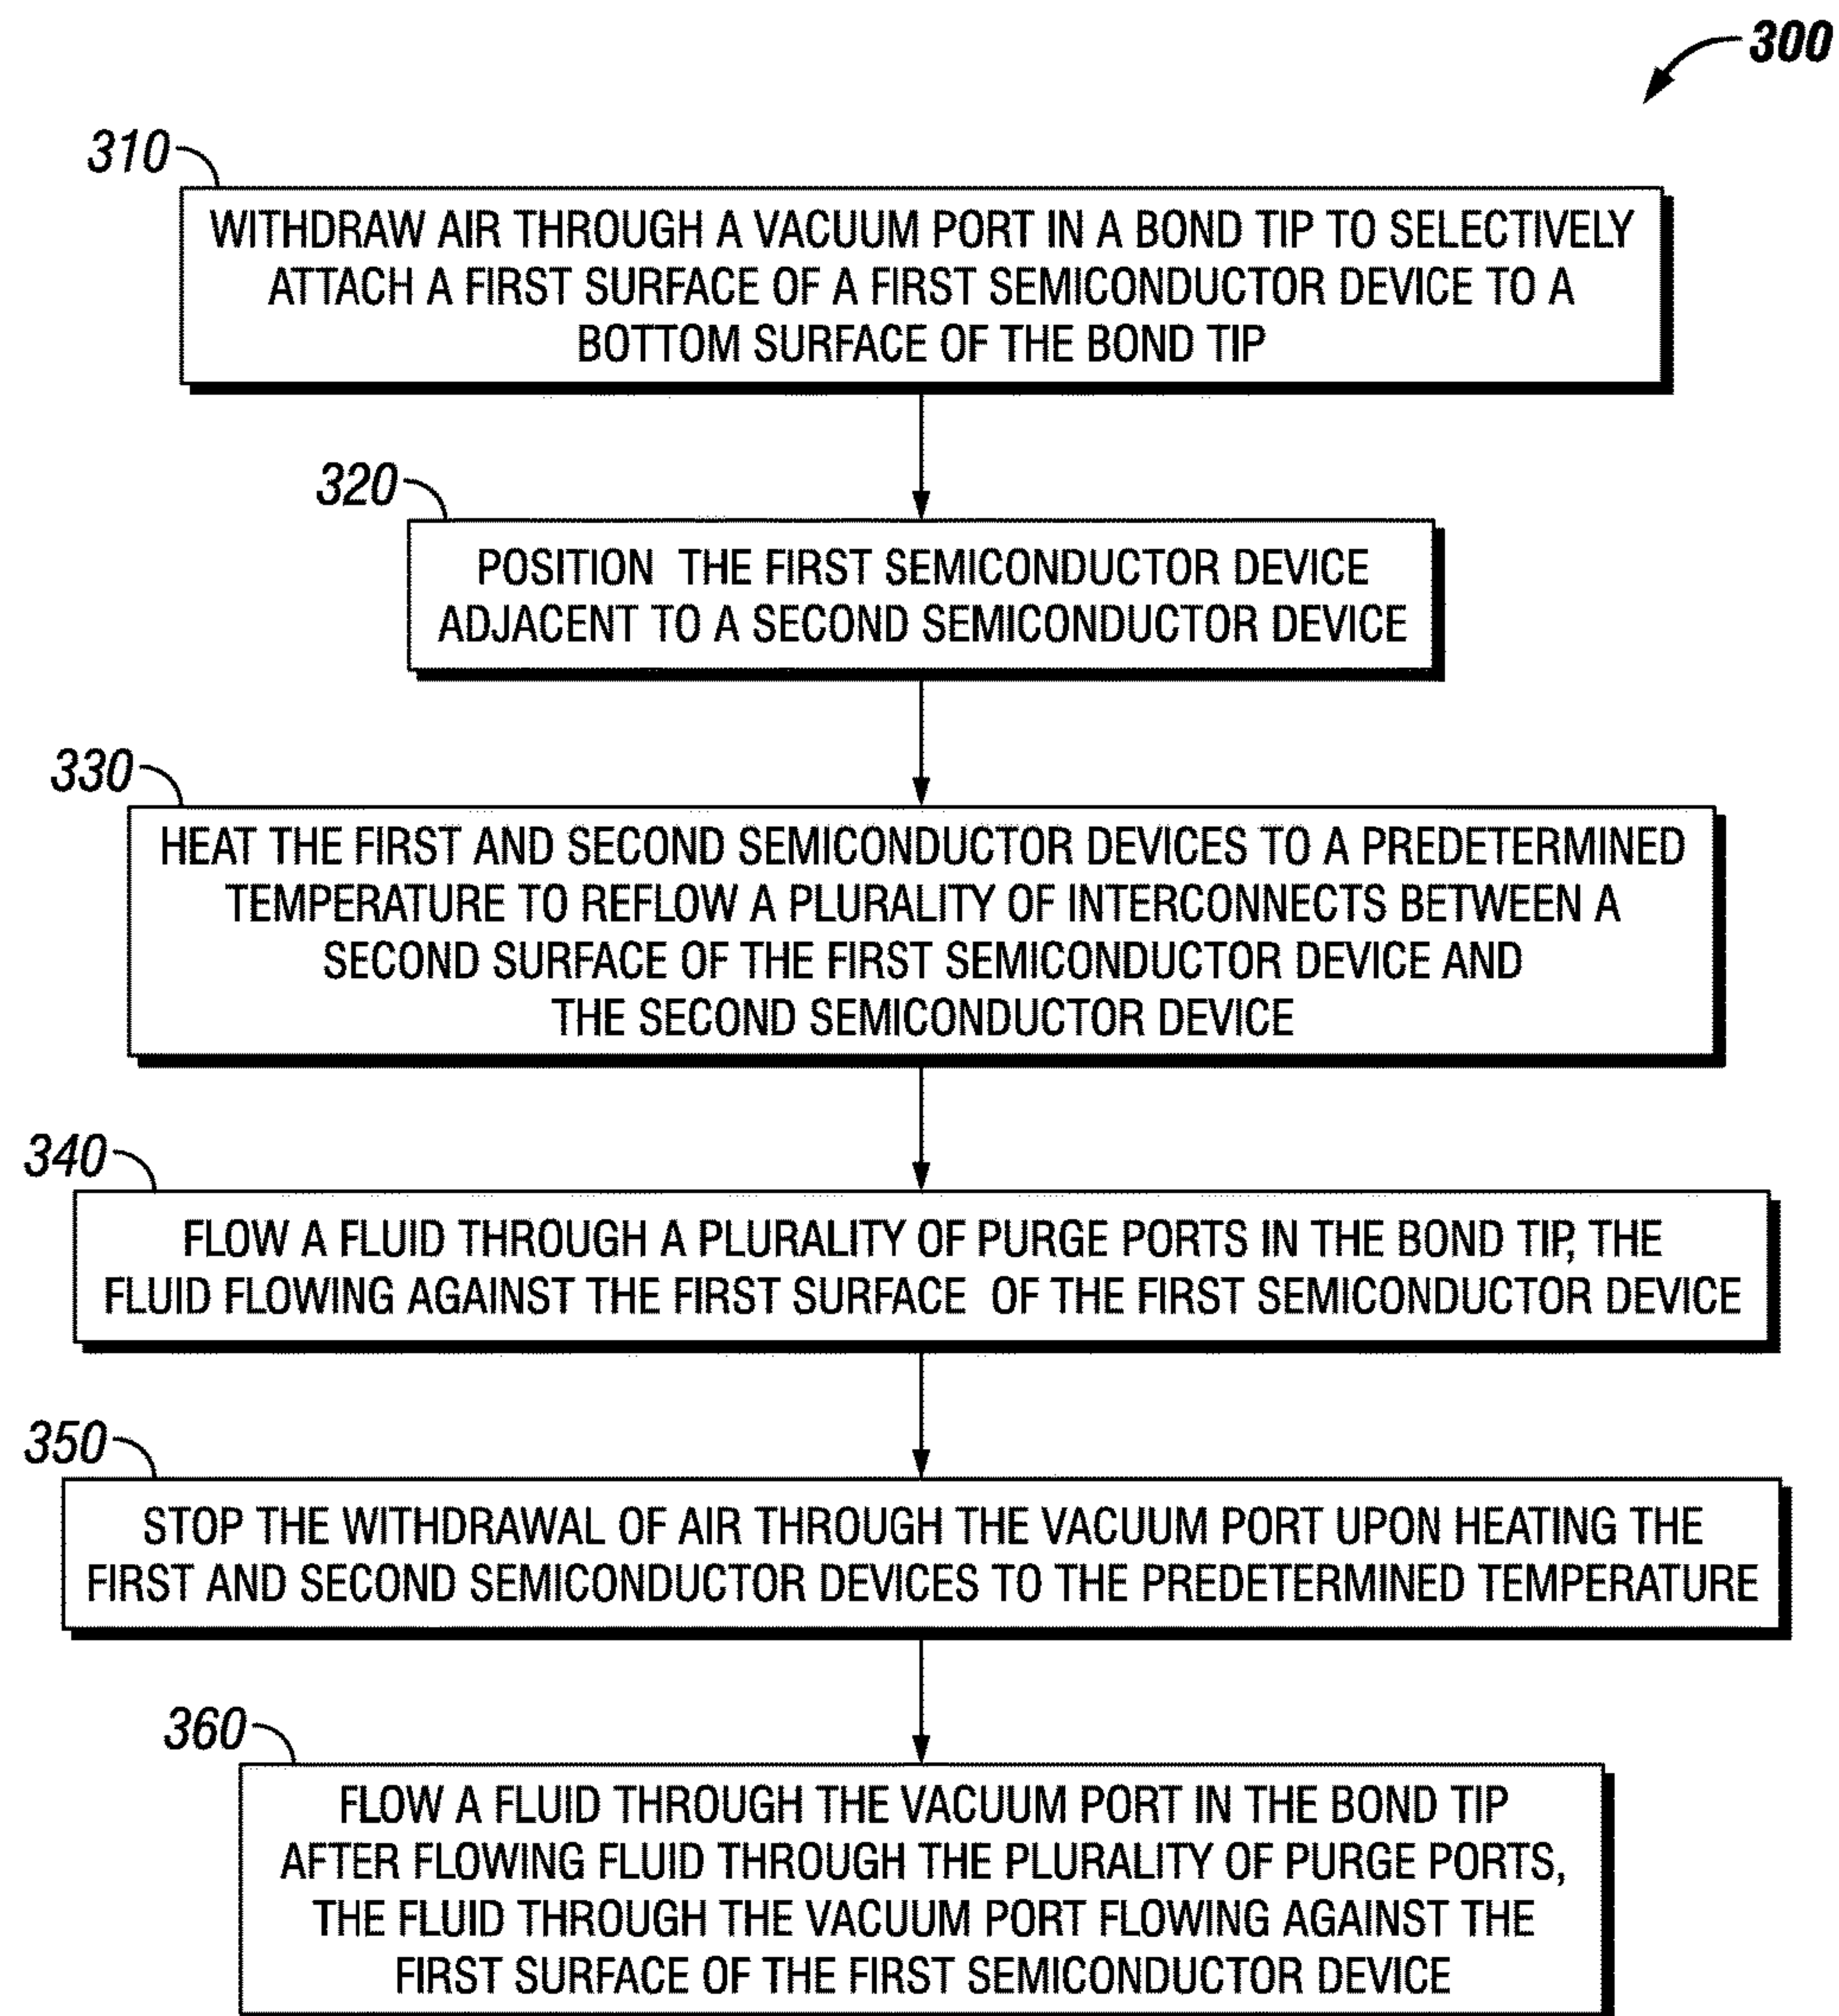 300
310
WITHDRAW AIR THROUGH A VACUUM PORT IN A BOND TIP TO SELECTIVELY
ATTACH A FIRST SURFACE OF A FIRST SEMICONDUCTOR DEVICE TO A
BOTTOM SURFACE OF THE BOND TIP
320
POSITION THE FIRST SEMICONDUCTOR DEVICE
ADJACENT TO A SECOND SEMICONDUCTOR DEVICE
330
HEAT THE FIRST AND SECOND SEMICONDUCTOR DEVICES TO A PREDETERMINED
TEMPERATURE TO REFLOW A PLURALITY OF INTERCONNECTS BETWEEN A
SECOND SURFACE OF THE FIRST SEMICONDUCTOR DEVICE AND
THE SECOND SEMICONDUCTOR DEVICE
340
FLOW A FLUID THROUGH A PLURALITY OF PURGE PORTS IN THE BOND TIP, THE
FLUID FLOWING AGAINST THE FIRST SURFACE OF THE FIRST SEMICONDUCTOR DEVICE
350
STOP THE WITHDRAWAL OF AIR THROUGH THE VACUUM PORT UPON HEATING THE
FIRST AND SECOND SEMICONDUCTOR DEVICES TO THE PREDETERMINED TEMPERATURE
360
FLOW A FLUID THROUGH THE VACUUM PORT IN THE BOND TIP
AFTER FLOWING FLUID THROUGH THE PLURALITY OF PURGE PORTS,
THE FLUID THROUGH THE VACUUM PORT FLOWING AGAINST THE
FIRST SURFACE OF THE FIRST SEMICONDUCTOR DEVICE